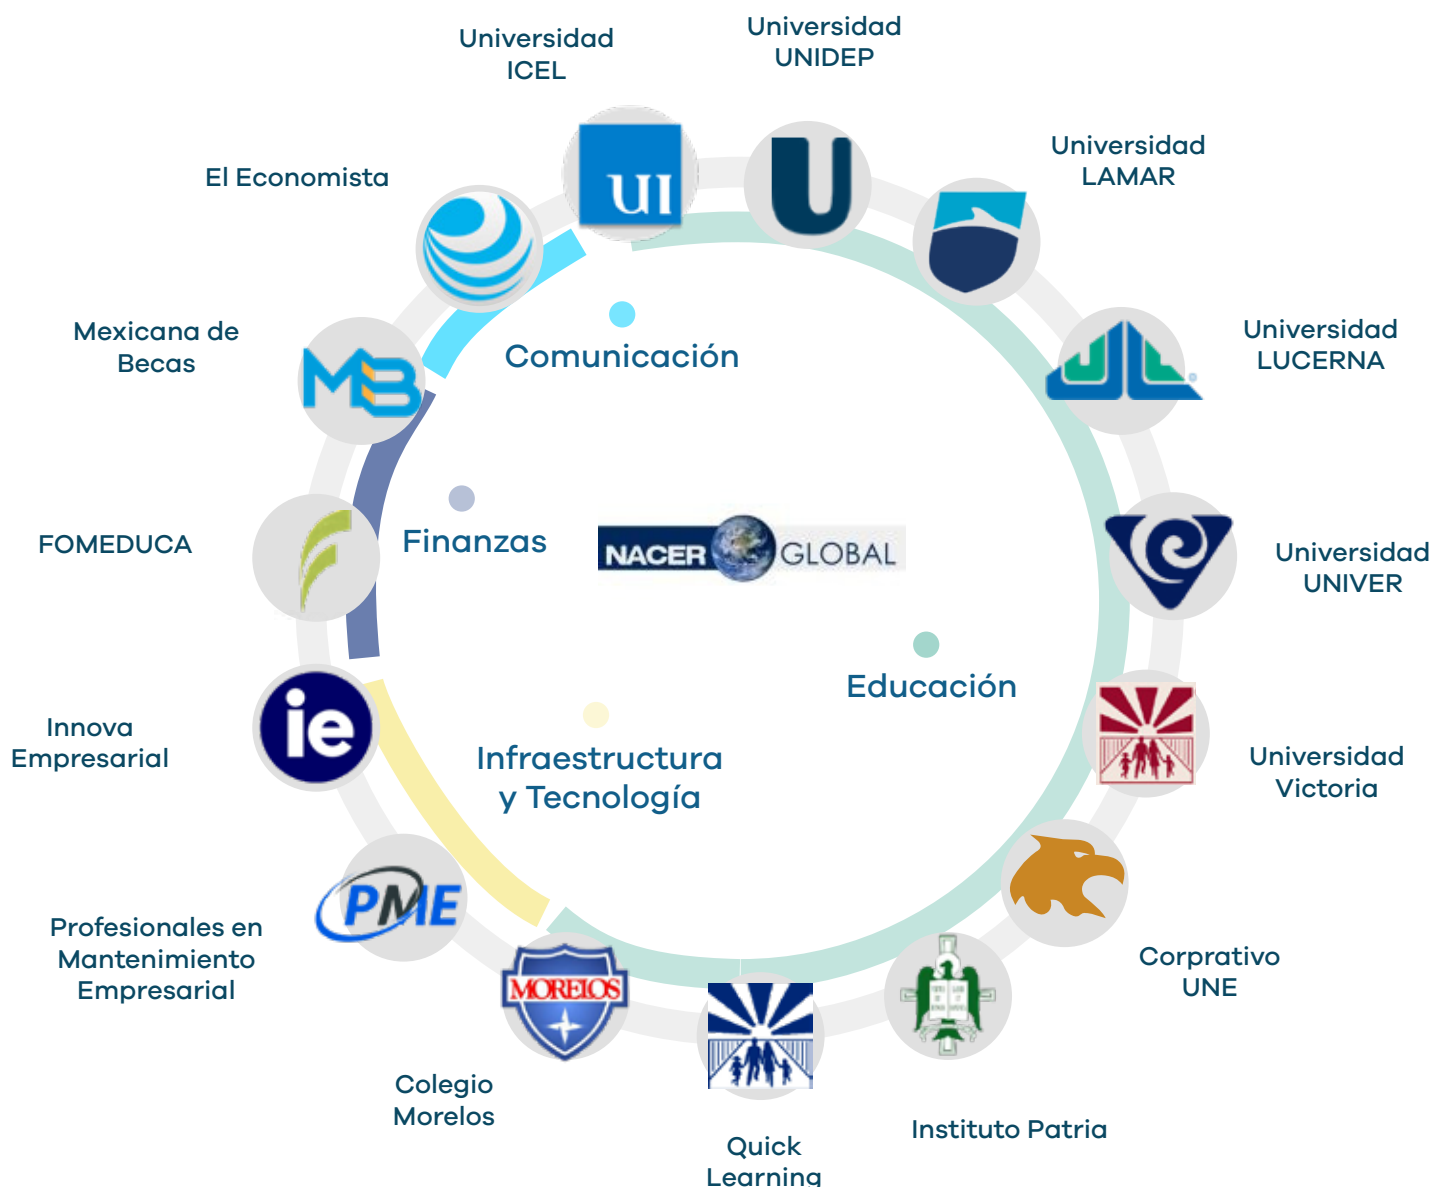 Universidad
UNIDEP
Universidad
ICEL
UI
U
Universidad
LAMAR
El Economista
Mexicana de
Becas
MB
Comunicación
Universidad
LUCERNA
FOMEDUCA
Finanzas
NACER GLOBAL
Universidad
UNIVER
Educación
Innova
Empresarial
ie
Infraestructura
y Tecnología
Universidad
Victoria
Profesionales en
Mantenimiento
Empresarial
PME
Corprativo
UNE
MORELOS
Colegio
Morelos
Quick
Learning
Instituto Patria